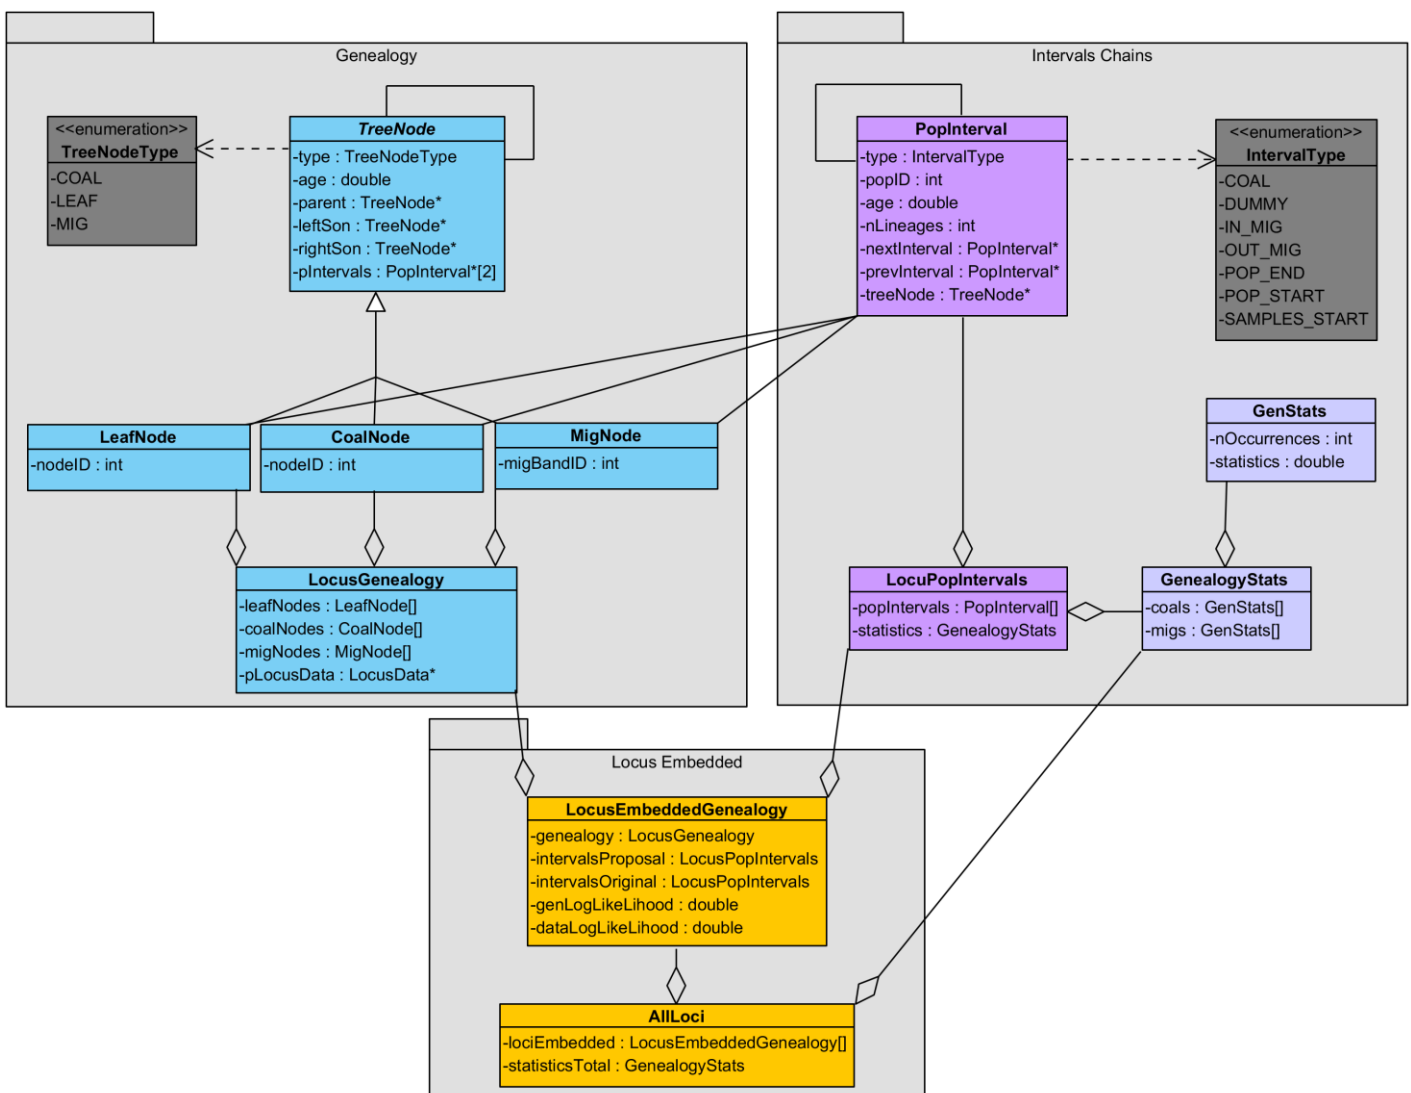 Genealogy
<<enumeration>>
TreeNodeType
-COAL
-LEAF
-MIG
TreeNode
-type : TreeNodeType
-age : double
-parent : TreeNode*
-leftSon : TreeNode*
-rightSon : TreeNode*
-pIntervals : PopInterval*[2]
LeafNode
-nodeID : int
CoalNode
-nodeID : int
MigNode
-migBandID : int
LocusGenealogy
-leafNodes : LeafNode[]
-coalNodes : CoalNode[]
-migNodes : MigNode[]
-pLocusData : LocusData*
Intervals Chains
PopInterval
-type : IntervalType
-popID : int
-age : double
-nLineages : int
-nextInterval : PopInterval*
-prevInterval : PopInterval*
-treeNode : TreeNode*
<<enumeration>>
IntervalType
-COAL
-DUMMY
-IN_MIG
-OUT_MIG
-POP_END
-POP_START
-SAMPLES_START
GenStats
-nOccurrences : int
-statistics : double
LocuPopIntervals
-popIntervals : PopInterval[]
-statistics : GenealogyStats
GenealogyStats
-coals : GenStats[]
-migs : GenStats[]
Locus Embedded
LocusEmbeddedGenealogy
-genealogy : LocusGenealogy
-intervalsProposal : LocusPopIntervals
-intervalsOriginal : LocusPopIntervals
-genLogLikeLihood : double
-dataLogLikeLihood : double
AllLoci
-lociEmbedded : LocusEmbeddedGenealogy[]
-statisticsTotal : GenealogyStats